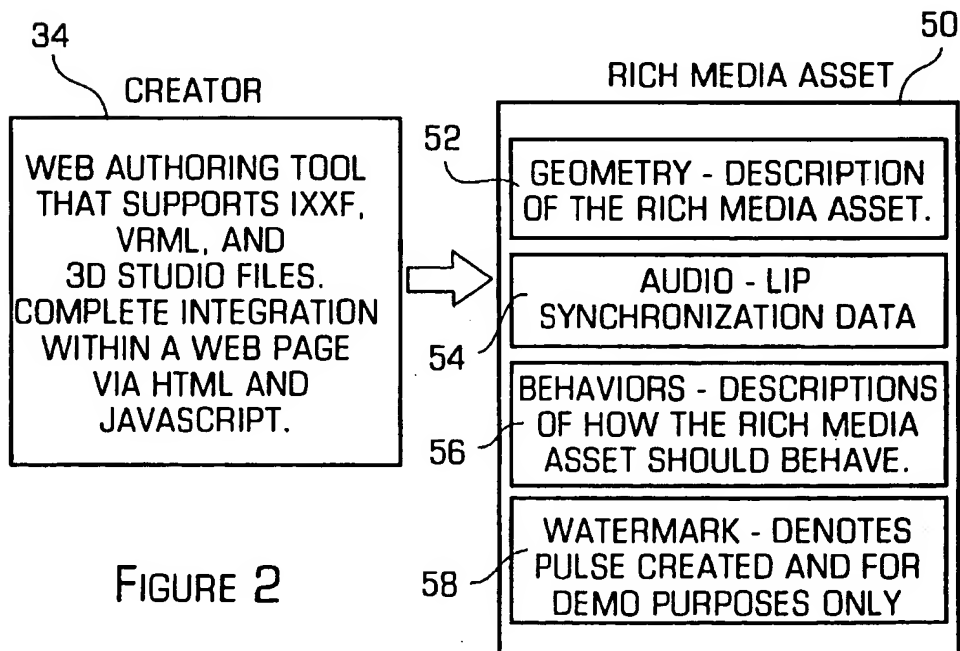 34
CREATOR
WEB AUTHORING TOOL
THAT SUPPORTS IXXF,
VRML, AND
3D STUDIO FILES.
COMPLETE INTEGRATION
WITHIN A WEB PAGE
VIA HTML AND
JAVASCRIPT.
50
RICH MEDIA ASSET
52
GEOMETRY - DESCRIPTION
OF THE RICH MEDIA ASSET.
54
AUDIO - LIP
SYNCHRONIZATION DATA
56
BEHAVIORS - DESCRIPTIONS
OF HOW THE RICH MEDIA
ASSET SHOULD BEHAVE.
58
WATERMARK - DENOTES
PULSE CREATED AND FOR
DEMO PURPOSES ONLY
FIGURE 2